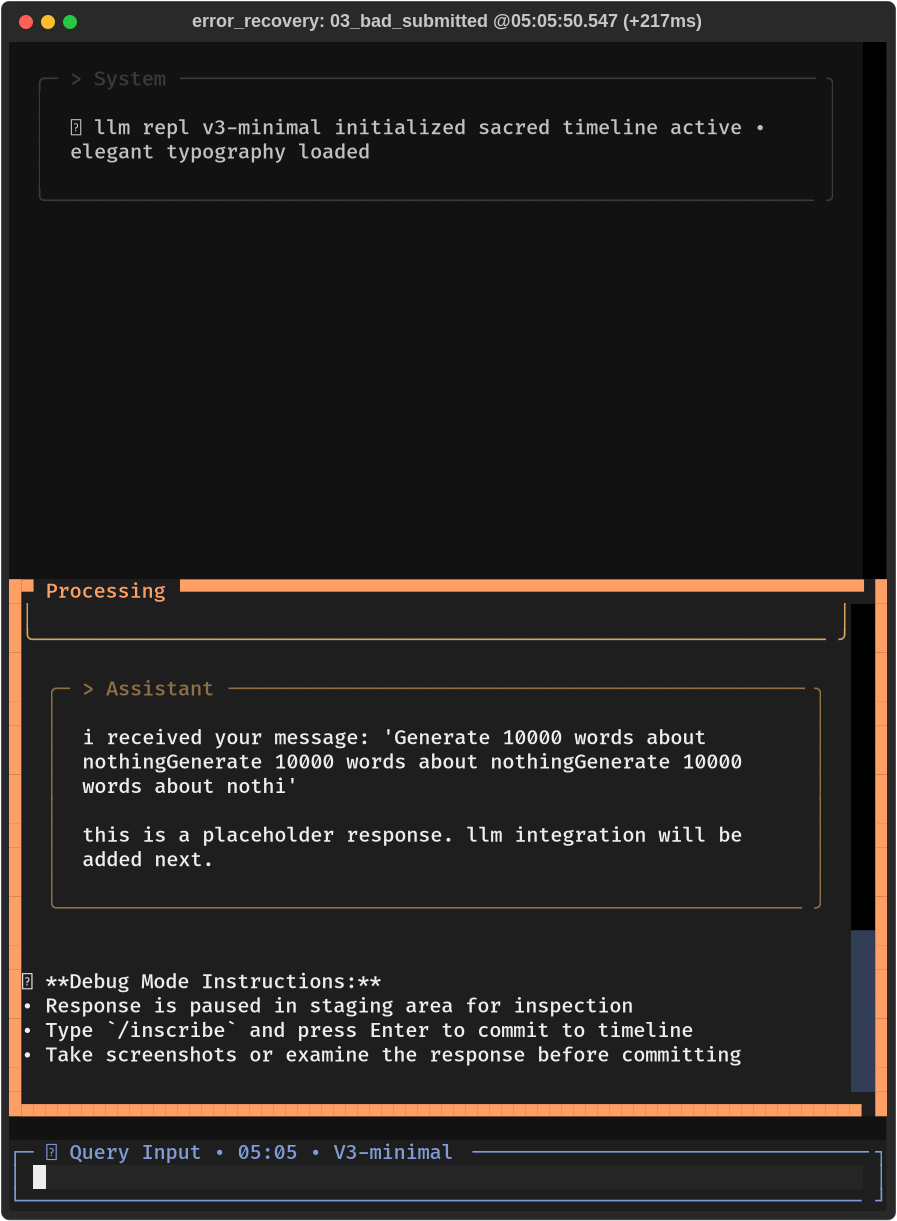 error_recovery: 03_bad_submitted @05:05:50.547 (+217ms)
> System
llm repl v3-minimal initialized sacred timeline active •
elegant typography loaded
Processing
> Assistant
i received your message: 'Generate 10000 words about
nothingGenerate 10000 words about nothingGenerate 10000
words about nothi'
this is a placeholder response. llm integration will be
added next.
**Debug Mode Instructions:**
• Response is paused in staging area for inspection
• Type `/inscribe` and press Enter to commit to timeline
• Take screenshots or examine the response before committing
Query Input • 05:05 • V3-minimal